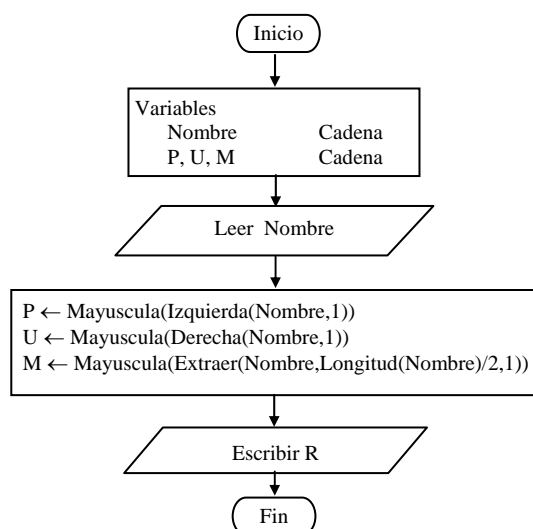 Inicio
Variables
Nombre Cadena
P, U, M Cadena
Leer Nombre
P ← Mayuscula(Izquierda(Nombre,1))
U ← Mayuscula(Derecha(Nombre,1))
M ← Mayuscula(Extraer(Nombre,Longitud(Nombre)/2,1))
Escribir R
Fin